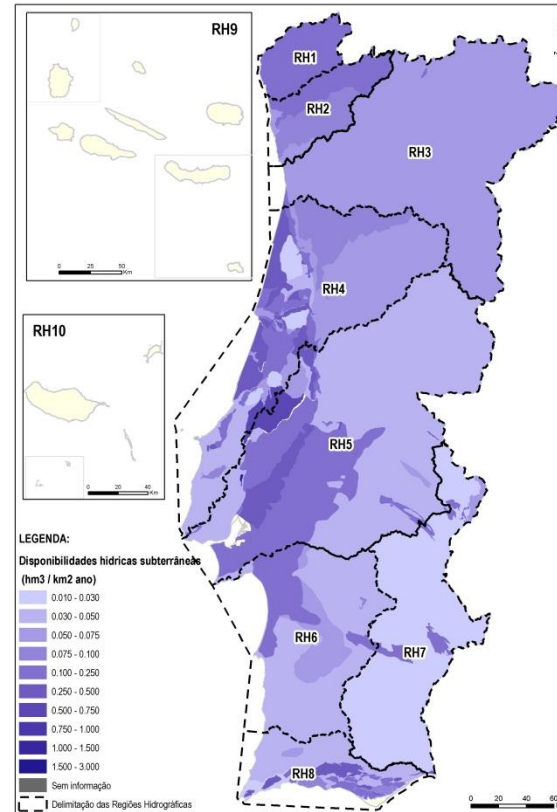 RH9
0 25 50
Km
RH10
0 20 40
Km
RH1
RH2
RH3
RH4
RH5
RH6
RH7
RH8
LEGENDA:
Disponibilidades hídricas subterrâneas
(hm3 / km2 ano)
0.010 - 0.030
0.030 - 0.050
0.050 - 0.075
0.075 - 0.100
0.100 - 0.250
0.250 - 0.500
0.500 - 0.750
0.750 - 1.000
1.000 - 1.500
1.500 - 3.000
Sem informação
Delimitação das Regiões Hidrográficas
0 20 40 60